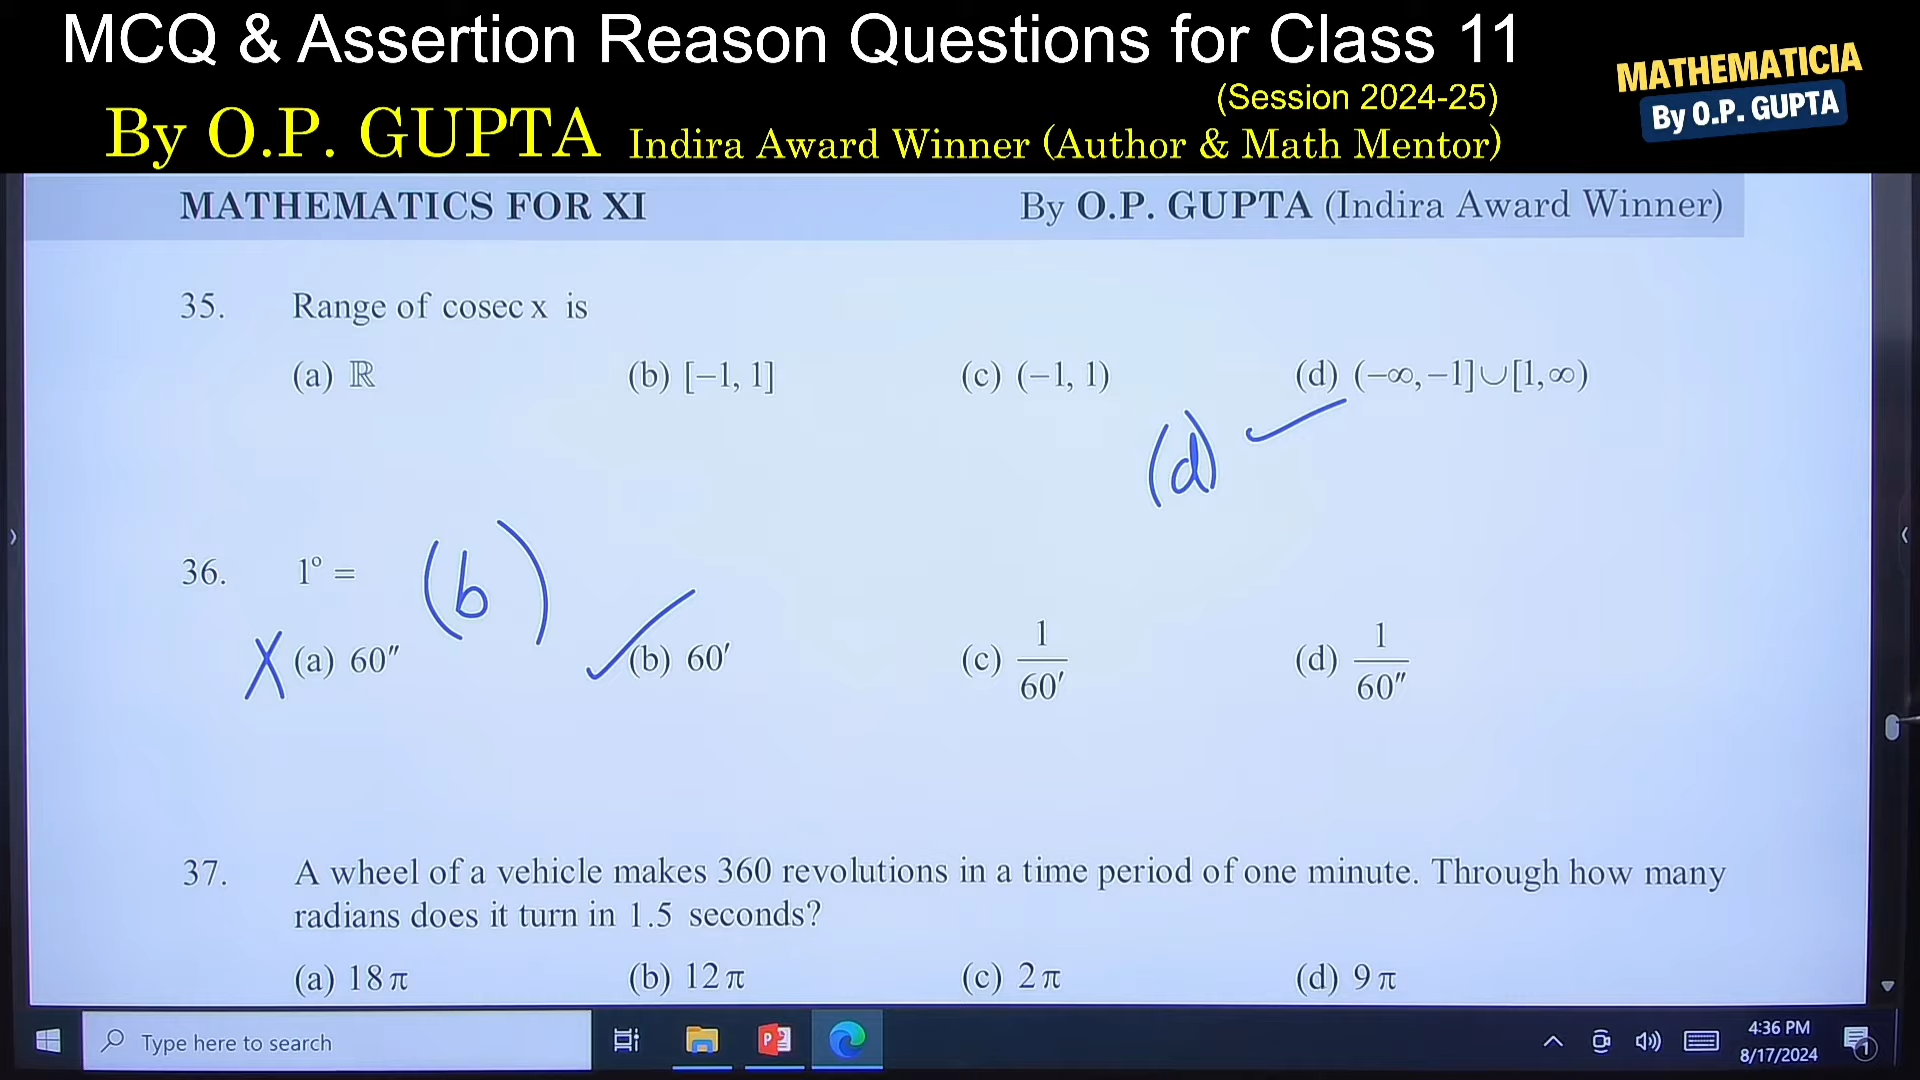 MCQ & Assertion Reason Questions for Class 11
(Session 2024-25)
By O.P. GUPTA Indira Award Winner (Author & Math Mentor)
MATHEMATICIA
By O.P. GUPTA
MATHEMATICS FOR XI By O.P. GUPTA (Indira Award Winner)
35. Range of cosec x is
(a) ℝ (b) [−1, 1] (c) (−1, 1) (d) (−∞, −1]∪[1, ∞)
(d) ✓
36. 1° = (b)
X (a) 60″ ✓ (b) 60′ (c) 1/60′ (d) 1/60″
37. A wheel of a vehicle makes 360 revolutions in a time period of one minute. Through how many
radians does it turn in 1.5 seconds?
(a) 18π (b) 12π (c) 2π (d) 9π
Type here to search
4:36 PM
8/17/2024
1